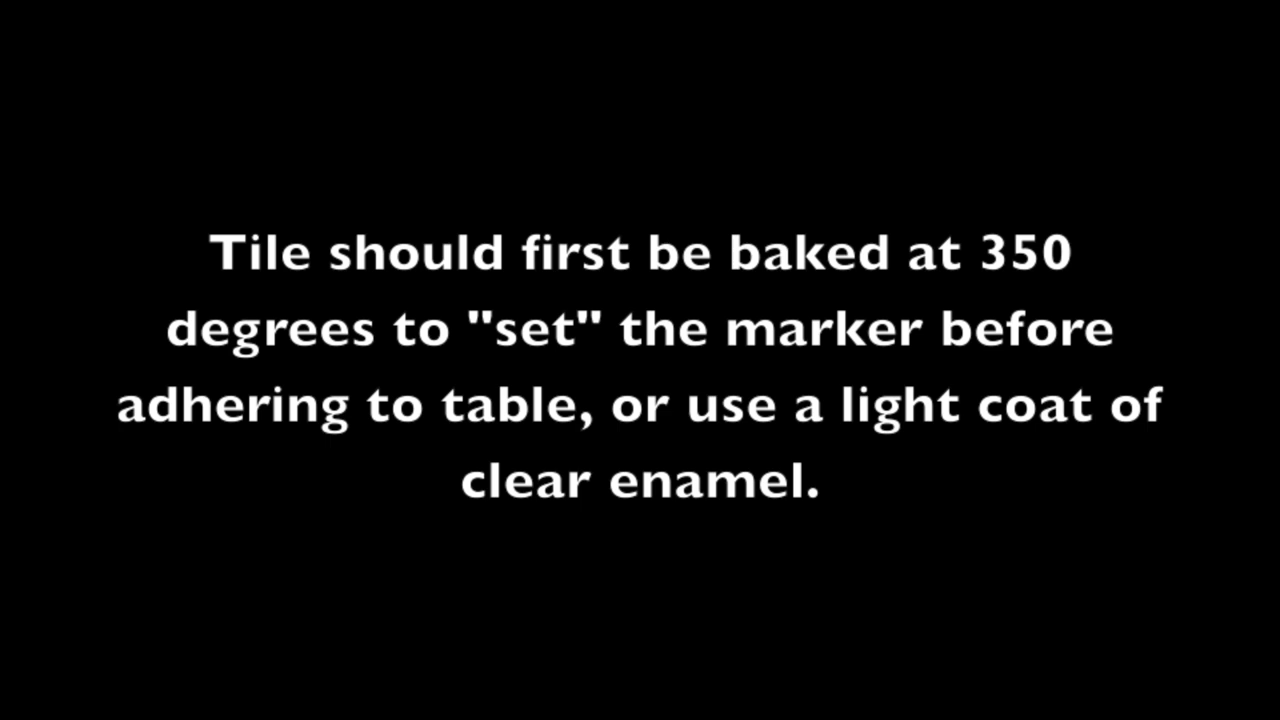 Tile should first be baked at 350
degrees to "set" the marker before
adhering to table, or use a light coat of
clear enamel.